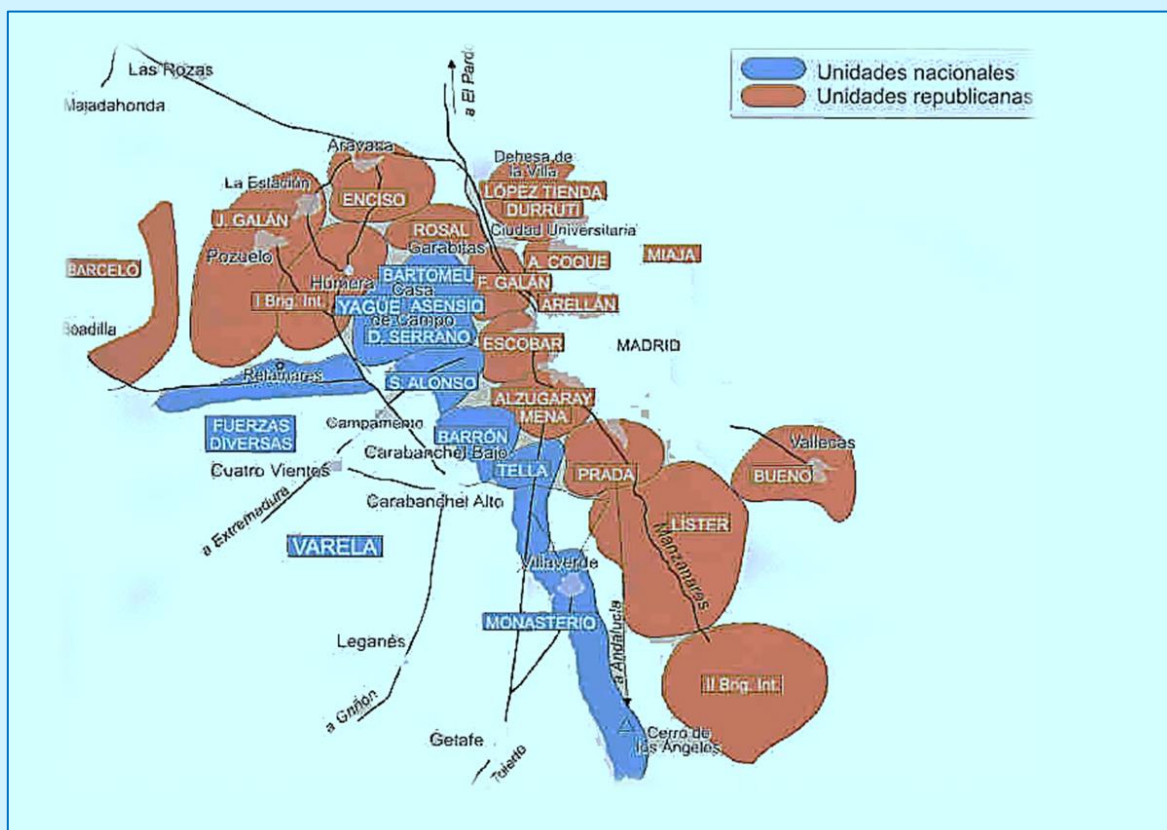 Unidades nacionales
Unidades republicanas
Las Rozas
Majadahonda
a El Pard
Aravaca
Dehesa de
la Villa
La Estación
ENCISO
LÓPEZ TIENDA
DURRUTI
J. GALÁN
ROSAL
Ciudad Universitaria
Garabitas
Pozuelo
A. COQUE
MIAJA
BARCELÓ
Húmera
BARTOMEU
F. GALÁN
Casa
I Brig. Int.
YAGÜE
ASENSIO
ARELLÁN
de Campo
Boadilla
D. SERRANO
ESCOBAR
MADRID
Retamares
S. ALONSO
ALZUGARAY
MENA
FUERZAS
DIVERSAS
Campamento
BARRÓN
Vallecas
Carabanchel Bajo
Cuatro Vientos
TELLA
PRADA
BUENO
Carabanchel Alto
a Extremadura
LÍSTER
VARELA
Manzanares
Villaverde
MONASTERIO
Leganés
a Andalucía
II Brig. Int.
a Griñón
Getafe
Cerro de
los Ángeles
Toledo